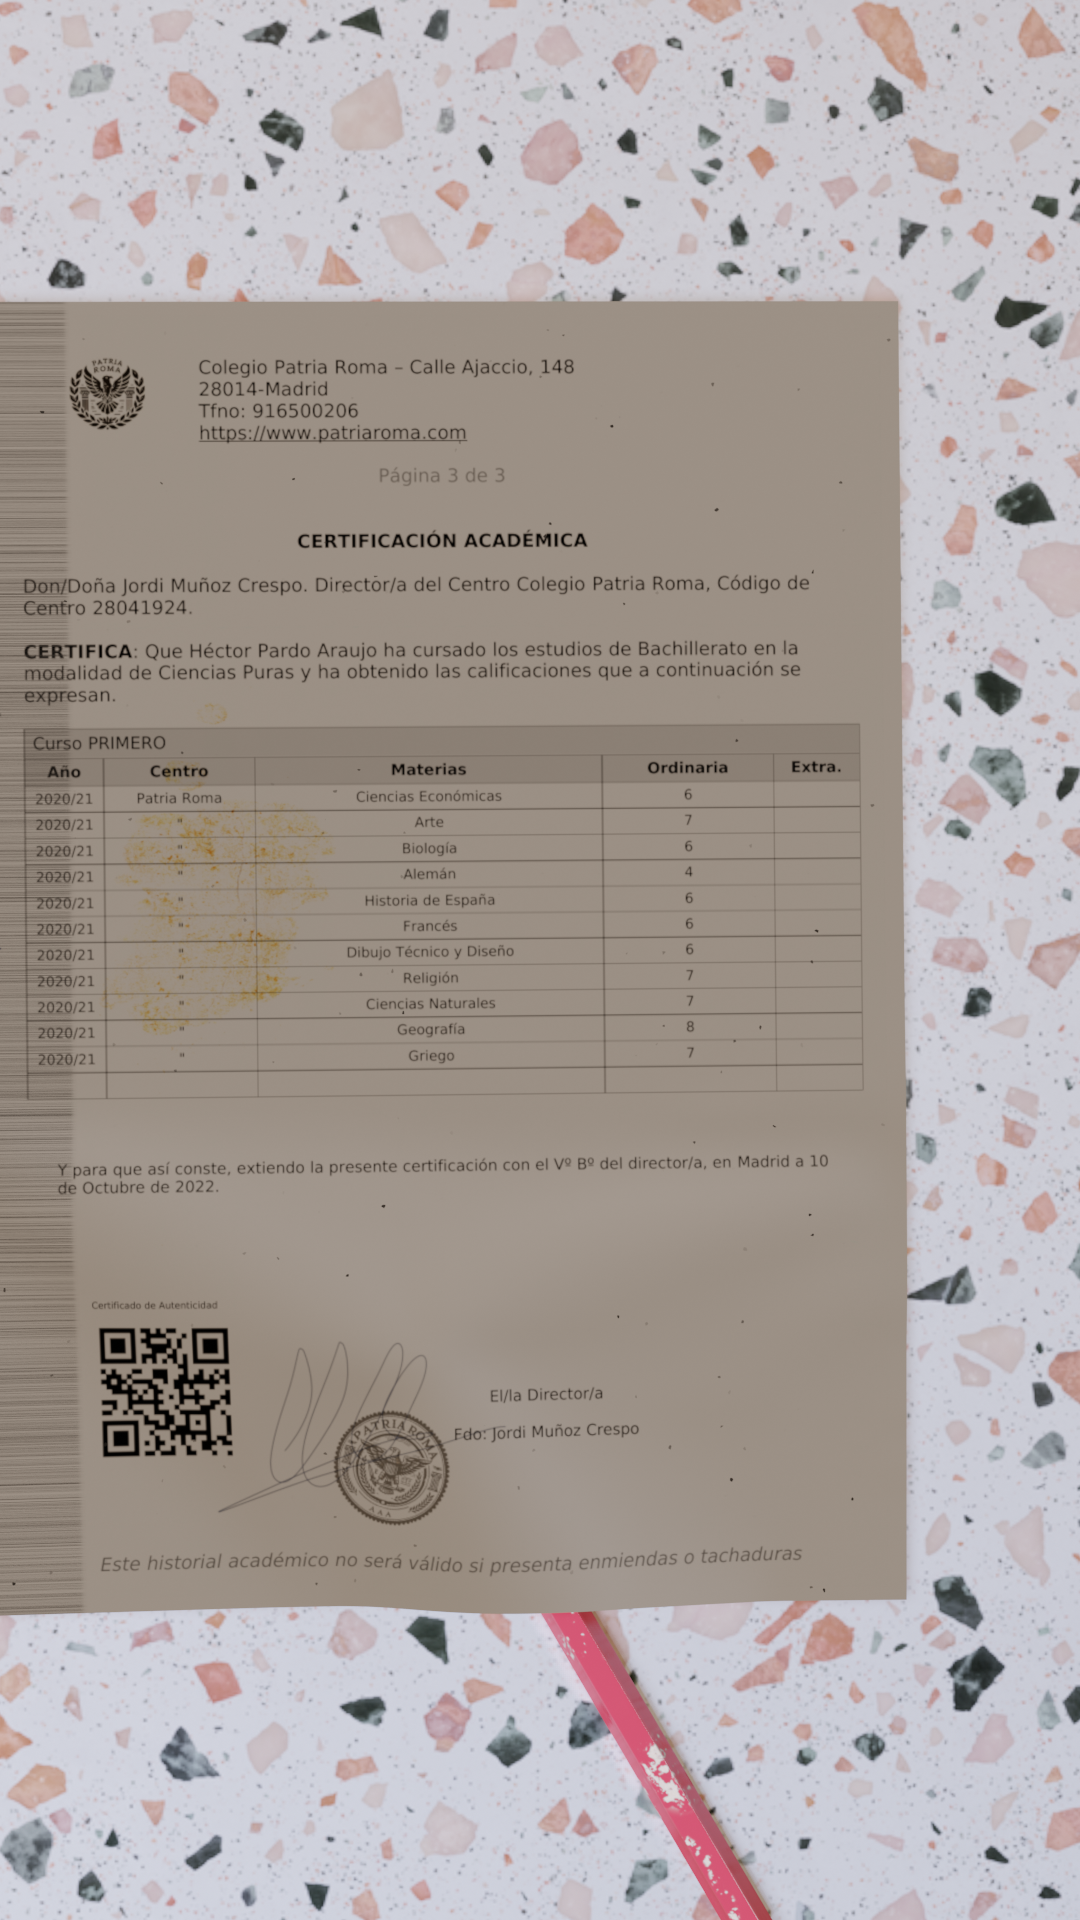 PATRIA
ROMA
Colegio Patria Roma – Calle Ajaccio, 148
28014-Madrid
Tfno: 916500206
https://www.patriaroma.com
Página 3 de 3
CERTIFICACIÓN ACADÉMICA
Don/Doña Jordi Muñoz Crespo. Director/a del Centro Colegio Patria Roma, Código de
Centro 28041924.
CERTIFICA: Que Héctor Pardo Araujo ha cursado los estudios de Bachillerato en la
modalidad de Ciencias Puras y ha obtenido las calificaciones que a continuación se
expresan.
Curso PRIMERO
Año Centro Materias Ordinaria Extra.
2020/21 Patria Roma Ciencias Económicas 6
2020/21 " Arte 7
2020/21 " Biología 6
2020/21 " Alemán 4
2020/21 " Historia de España 6
2020/21 " Francés 6
2020/21 " Dibujo Técnico y Diseño 6
2020/21 " Religión 7
2020/21 " Ciencias Naturales 7
2020/21 " Geografía 8
2020/21 " Griego 7
Y para que así conste, extiendo la presente certificación con el Vº Bº del director/a, en Madrid a 10
de Octubre de 2022.
Certificado de Autenticidad
El/la Director/a
Fdo: Jordi Muñoz Crespo
PATRIA ROMA
Este historial académico no será válido si presenta enmiendas o tachaduras